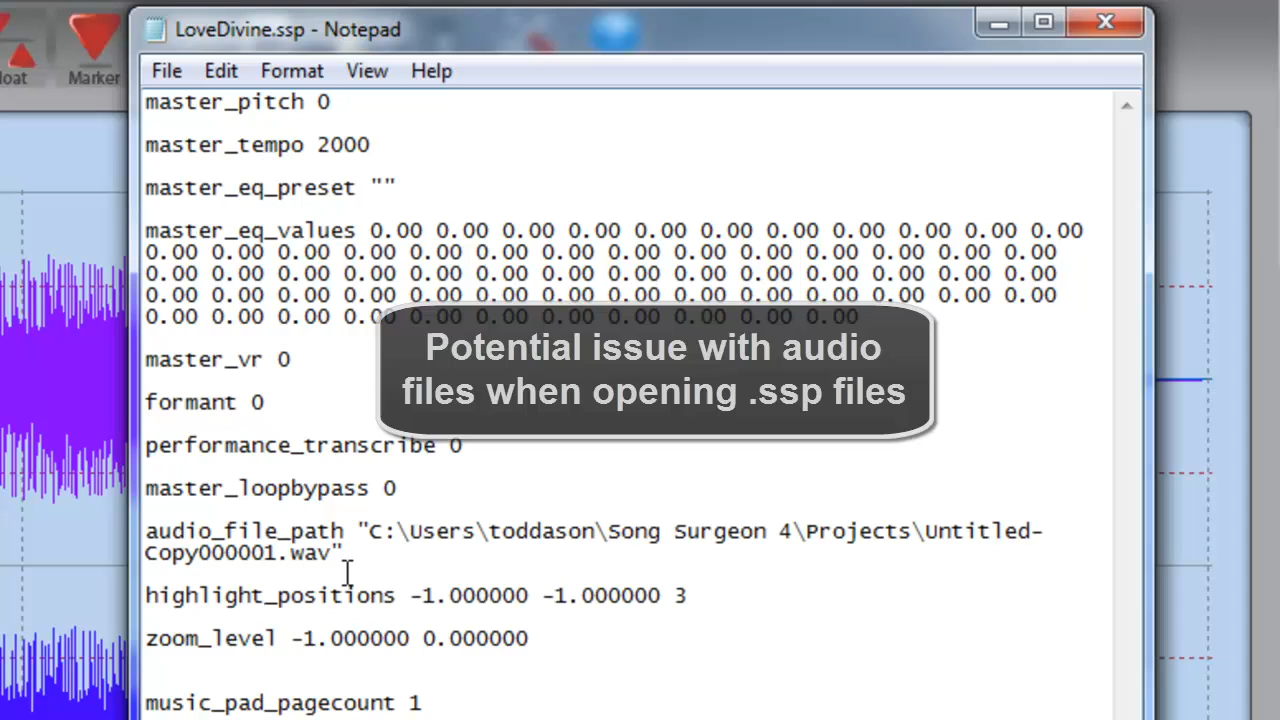 LoveDivine.ssp - Notepad
Marker
File Edit Format View Help
master_pitch 0
master_tempo 2000
master_eq_preset ""
master_eq_values 0.00 0.00 0.00 0.00 0.00 0.00 0.00 0.00 0.00 0.00 0.00
0.00 0.00 0.00 0.00 0.00 0.00 0.00 0.00 0.00 0.00 0.00 0.00 0.00 0.00
0.00 0.00 0.00 0.00 0.00 0.00 0.00 0.00 0.00 0.00 0.00 0.00 0.00 0.00
0.00 0.00 0.00 0.00 0.00 0.00 0.00 0.00 0.00 0.00 0.00 0.00 0.00 0.00
0.00 0.00 0.00 0.00 0.00 0.00 0.00 0.00 0.00 0.00 0.00
Potential issue with audio
files when opening .ssp files
master_vr 0
formant 0
performance_transcribe 0
master_loopbypass 0
audio_file_path "C:\Users\toddason\Song Surgeon 4\Projects\Untitled-
Copy000001.wav"
highlight_positions -1.000000 -1.000000 3
zoom_level -1.000000 0.000000
music_pad_pagecount 1